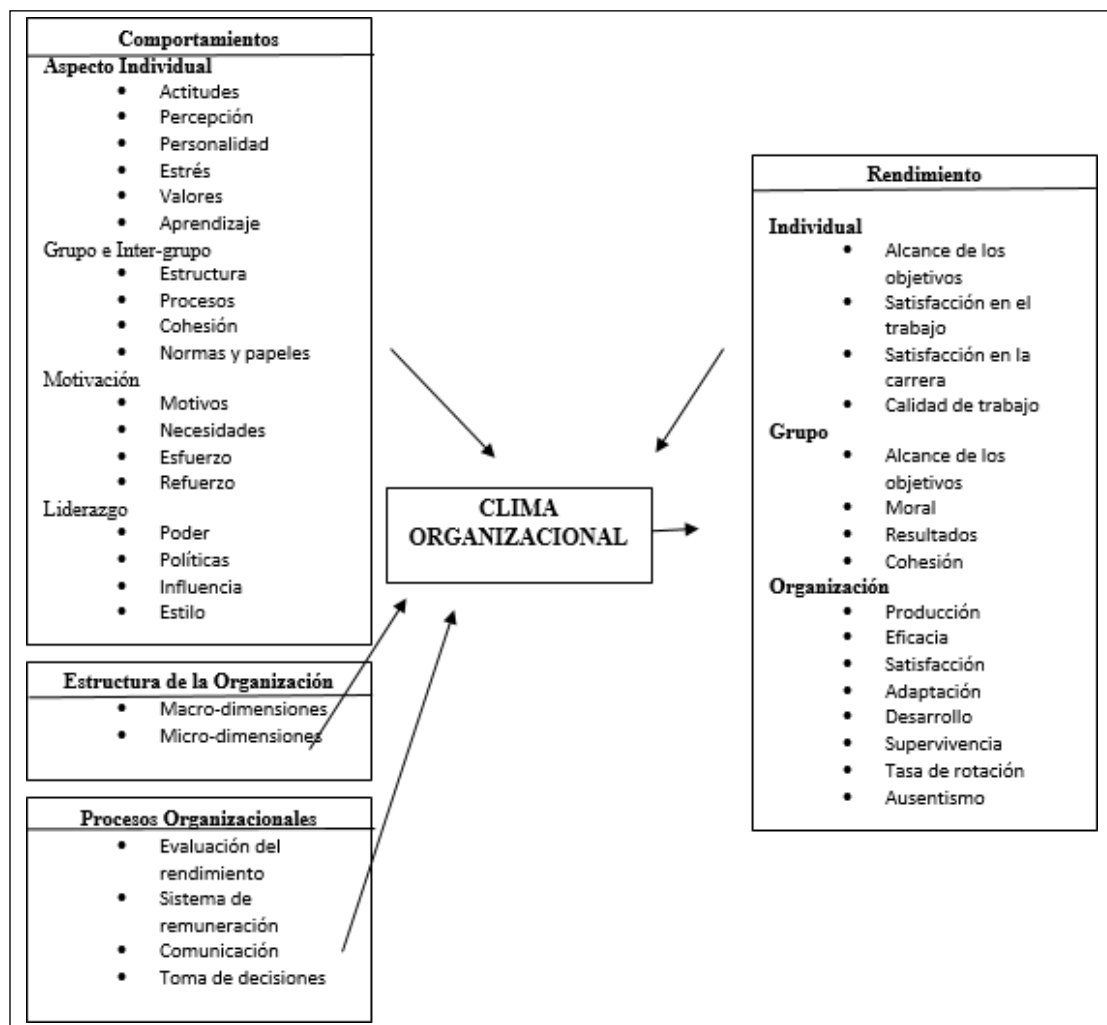 Comportamientos
Aspecto Individual
• Actitudes
• Percepción
• Personalidad
• Estrés
• Valores
• Aprendizaje
Grupo e Inter-grupo
• Estructura
• Procesos
• Cohesión
• Normas y papeles
Motivación
• Motivos
• Necesidades
• Esfuerzo
• Refuerzo
Liderazgo
• Poder
• Políticas
• Influencia
• Estilo
Estructura de la Organización
• Macro-dimensiones
• Micro-dimensiones
Procesos Organizacionales
• Evaluación del
rendimiento
• Sistema de
remuneración
• Comunicación
• Toma de decisiones
CLIMA
ORGANIZACIONAL
Rendimiento
Individual
• Alcance de los
objetivos
• Satisfacción en el
trabajo
• Satisfacción en la
carrera
• Calidad de trabajo
Grupo
• Alcance de los
objetivos
• Moral
• Resultados
• Cohesión
Organización
• Producción
• Eficacia
• Satisfacción
• Adaptación
• Desarrollo
• Supervivencia
• Tasa de rotación
• Ausentismo